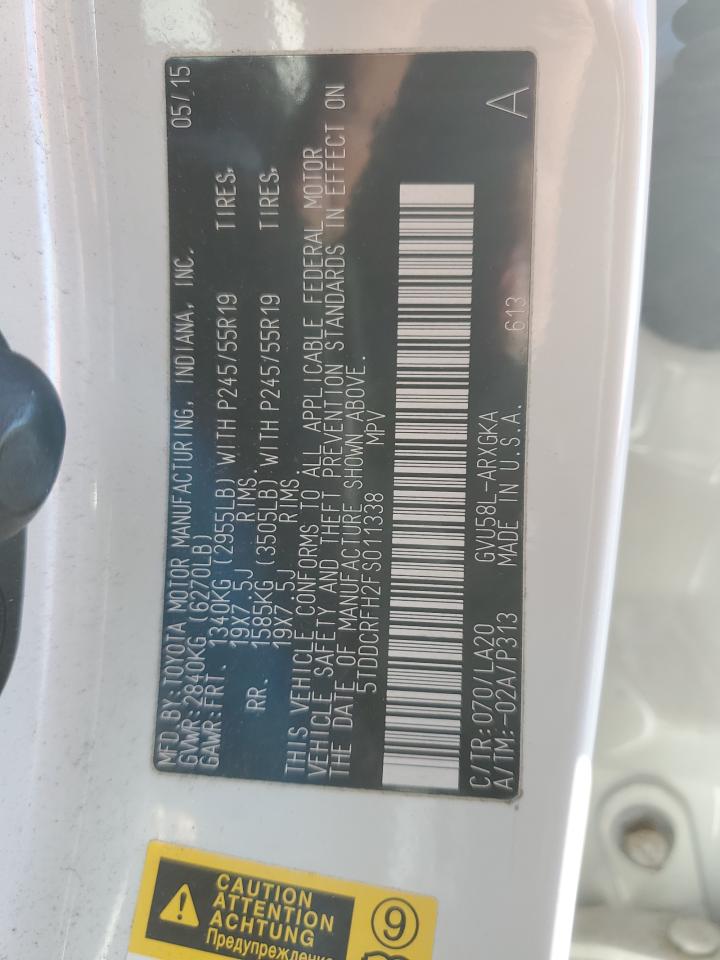 MFD.BY:TOYOTA MOTOR MANUFACTURING, INDIANA, INC. 05/15
GVWR:2840KG (6270LB)
GAWR:FRT. 1340KG (2955LB) WITH P245/55R19 TIRES,
19X7.5J RIMS.
RR. 1585KG (3505LB) WITH P245/55R19 TIRES,
19X7.5J RIMS.
THIS VEHICLE CONFORMS TO ALL APPLICABLE FEDERAL MOTOR
VEHICLE SAFETY AND THEFT PREVENTION STANDARDS IN EFFECT ON
THE DATE OF MANUFACTURE SHOWN ABOVE.
5TDDCRFH2FS011338 MPV
A
C/TR:070/LA20 GVU58L-ARXGKA 613
A/TM:-02A/P313 MADE IN U.S.A.
CAUTION
ATTENTION
ACHTUNG
Предупреждение
9